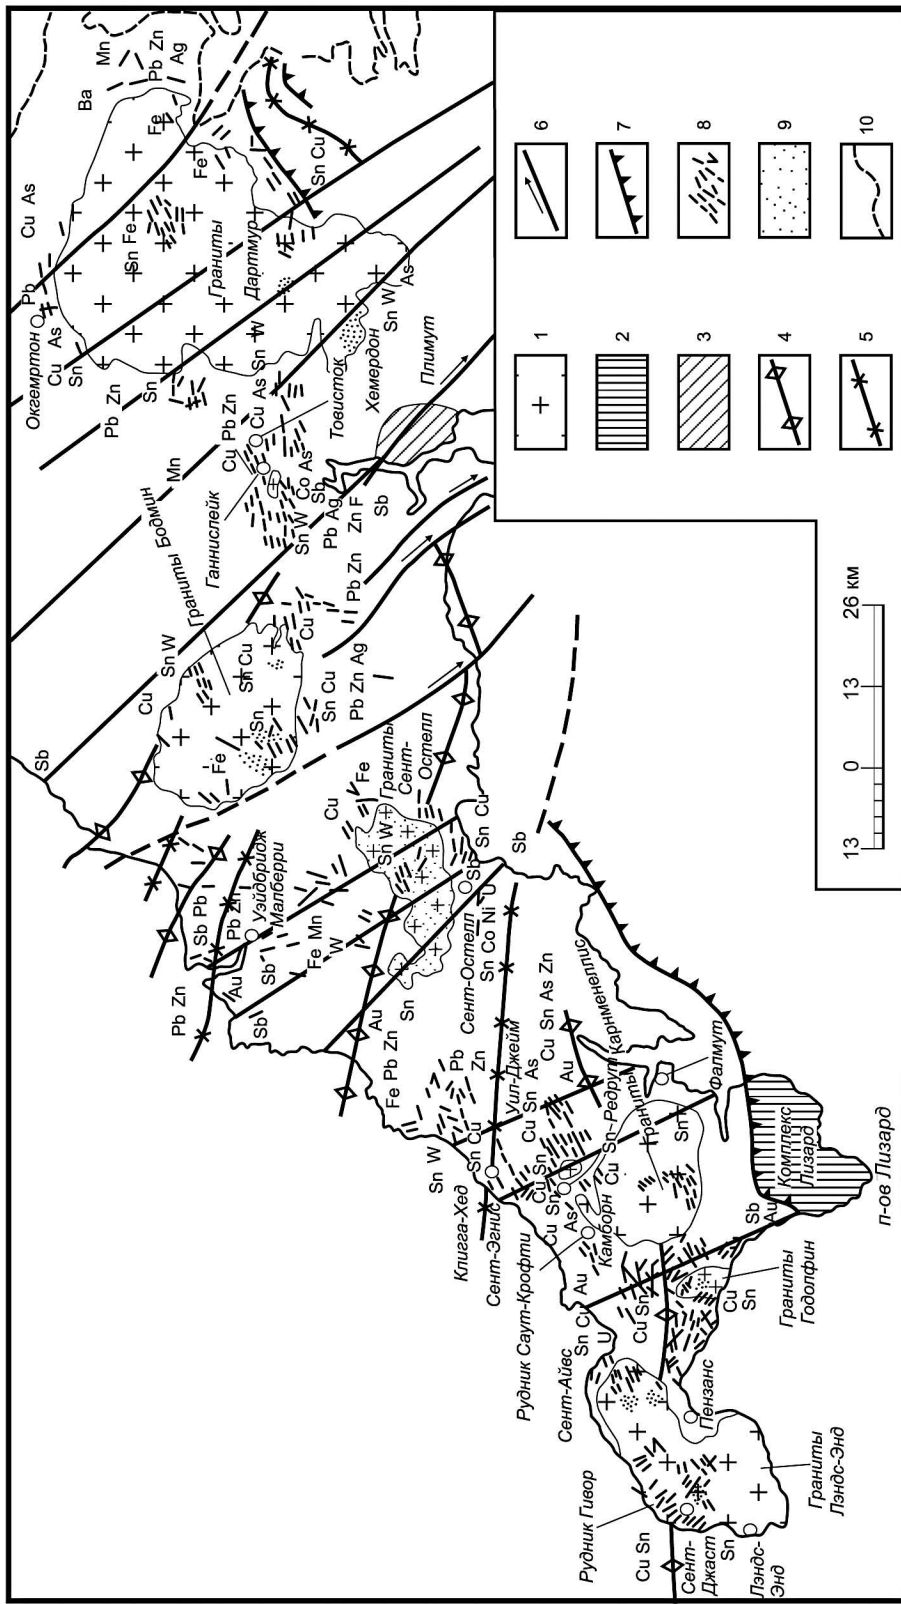 Окгемртон
Pb
Cu As
Cu As
Sn
Ba
Mn
Pb Zn
Ag
Fe
Fe
Sn Fe
Граниты
Дартмур
Sn Cu
Pb Zn
Sn
Sn W
As
Sn W
Хемердон
Товисток
Плимут
Mn
Cu
Pb Zn
Cu As
Ганнислейк
Co As
Sb
Sn W
Pb Ag
Zn F
Sb
Граниты Бодмин
Pb Zn
Cu
Sn W
Cu
Sn Cu
Sn
Fe
Sn Cu
Pb Zn Ag
Sb
Граниты
Сент-
Остелл
Fe
Cu
Sn W
Sn Cu
Sb
Sb
Sb Pb
Pb Zn
Уэйдбридж
Малберри
Pb Zn
Au
Sb
Sb
Fe Mn
W
Au
Sn
Fe Pb Zn
Сент-Остелл
Sn Co Ni U
Pb
Zn
Уил-Джейм
Cu
Sn As Zn
Sn W
Sn Cu
Cu Sn As
Au
Клигга-Хед
Сент-Эгнис
Cu Sn
Cu Sn
As
Cu Sn–Редрут
Граниты
Карнменеллис
Sn
Фалмут
Рудник Саут-Крофти
Камборн
Au
Комплекс
Лизард
п-ов Лизард
Sb
Au
Сент-Айвс
Sn Cu
U
Cu Sn
Cu
Sn
Граниты
Годолфин
Пензанс
Рудник Гивор
Cu Sn
Сент-
Джаст
Sn
Лэндс-
Энд
Граниты
Лэндс-Энд
13 0 13 26 км
1
2
3
4
5
6
7
8
9
10